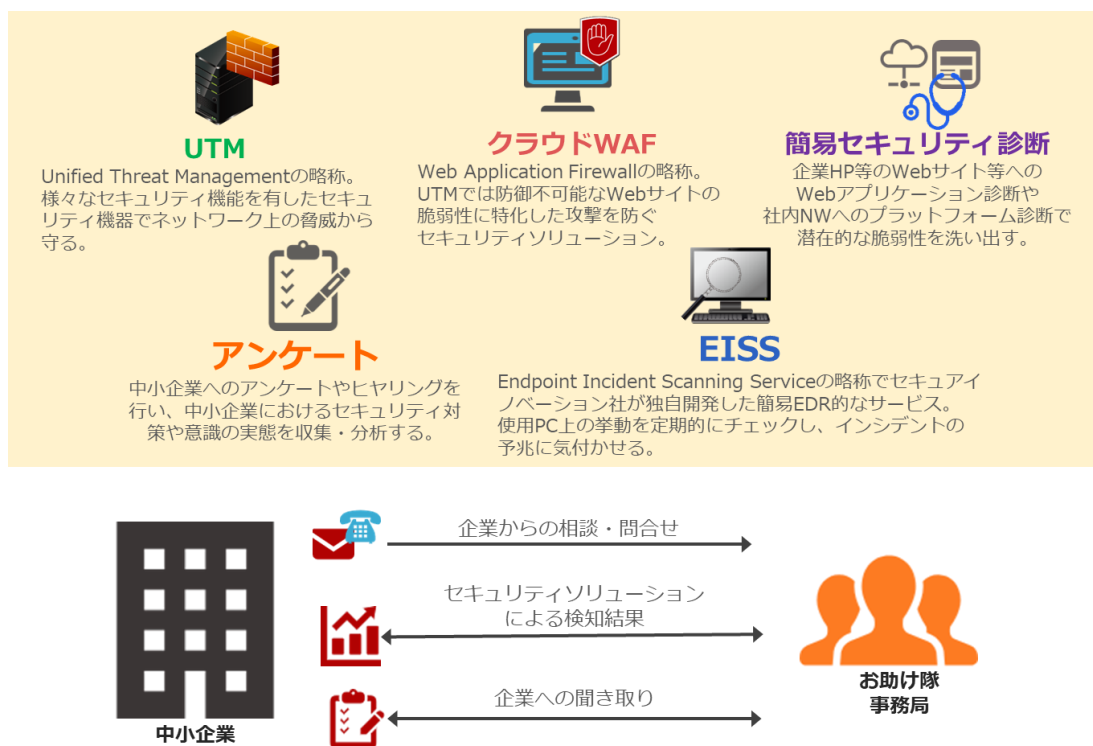 UTM
Unified Threat Managementの略称。
様々なセキュリティ機能を有したセキュ
リティ機器でネットワーク上の脅威から
守る。
クラウドWAF
Web Application Firewallの略称。
UTMでは防御不可能なWebサイトの
脆弱性に特化した攻撃を防ぐ
セキュリティソリューション。
簡易セキュリティ診断
企業HP等のWebサイト等への
Webアプリケーション診断や
社内NWへのプラットフォーム診断で
潜在的な脆弱性を洗い出す。
アンケート
中小企業へのアンケートやヒヤリングを
行い、中小企業におけるセキュリティ対
策や意識の実態を収集・分析する。
EISS
Endpoint Incident Scanning Serviceの略称でセキュアイ
ノベーション社が独自開発した簡易EDR的なサービス。
使用PC上の挙動を定期的にチェックし、インシデントの
予兆に気付かせる。
企業からの相談・問合せ
セキュリティソリューション
による検知結果
企業への聞き取り
中小企業
お助け隊
事務局